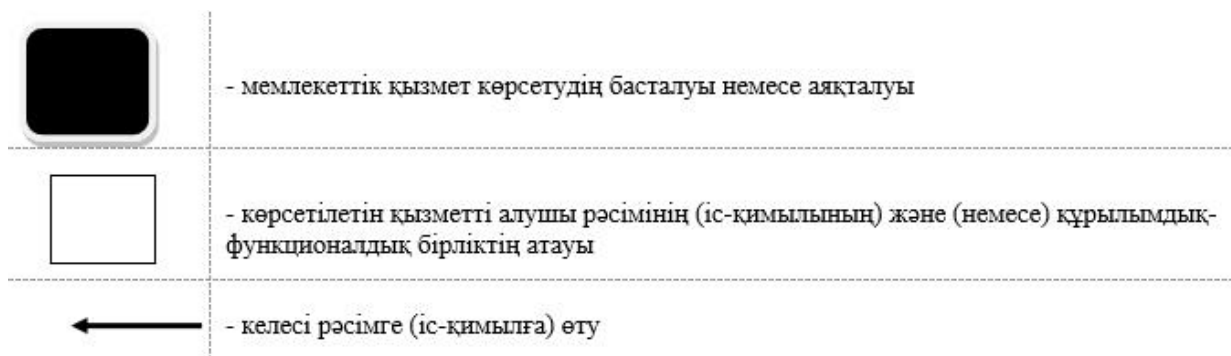 - мемлекеттік қызмет көрсетудің басталуы немесе аяқталуы
- көрсетілетін қызметті алушы рәсімінің (іс-қимылының) және (немесе) құрылымдық-
функционалдық бірліктің атауы
- келесі рәсімге (іс-қимылға) өту